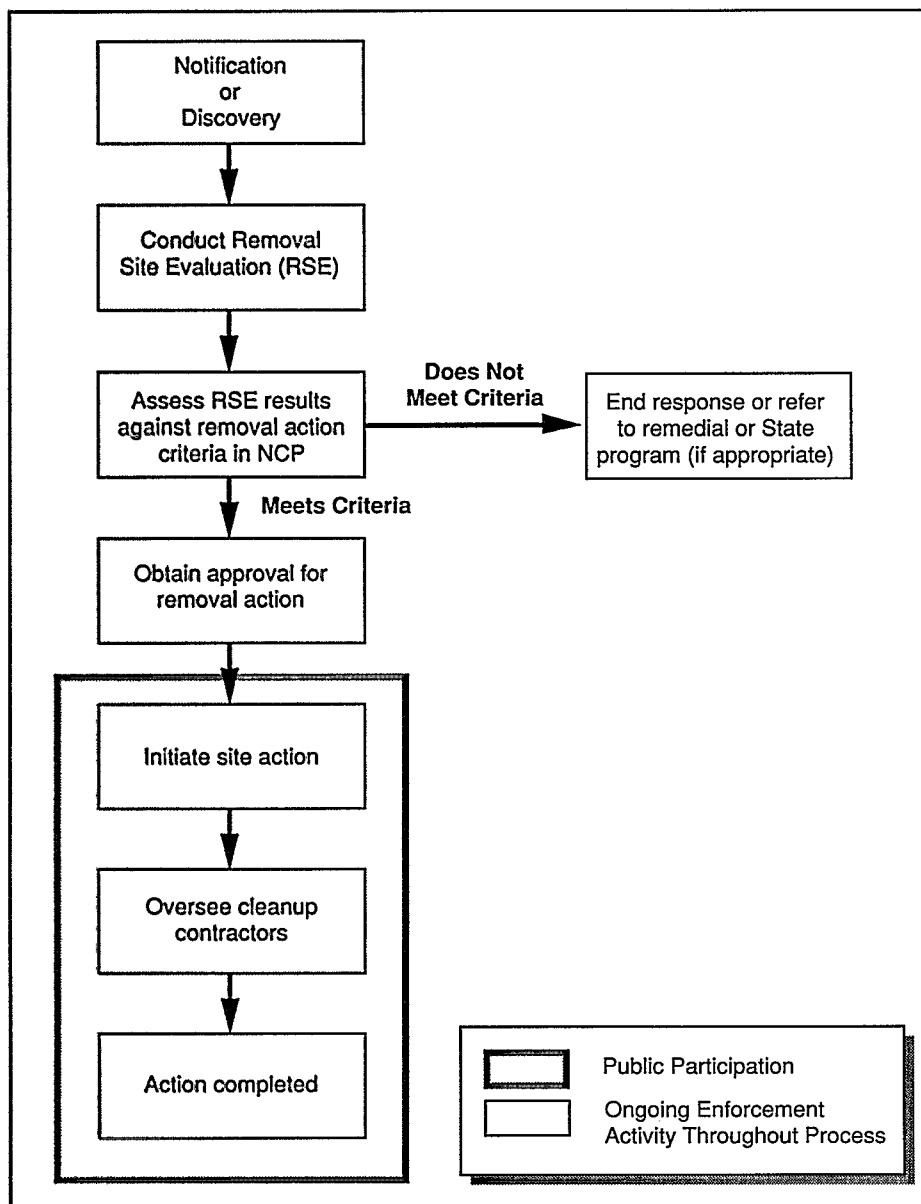 Notification
or
Discovery
Conduct Removal
Site Evaluation (RSE)
Assess RSE results
against removal action
criteria in NCP
Does Not
Meet Criteria
End response or refer
to remedial or State
program (if appropriate)
Meets Criteria
Obtain approval for
removal action
Initiate site action
Oversee cleanup
contractors
Action completed
Public Participation
Ongoing Enforcement
Activity Throughout Process